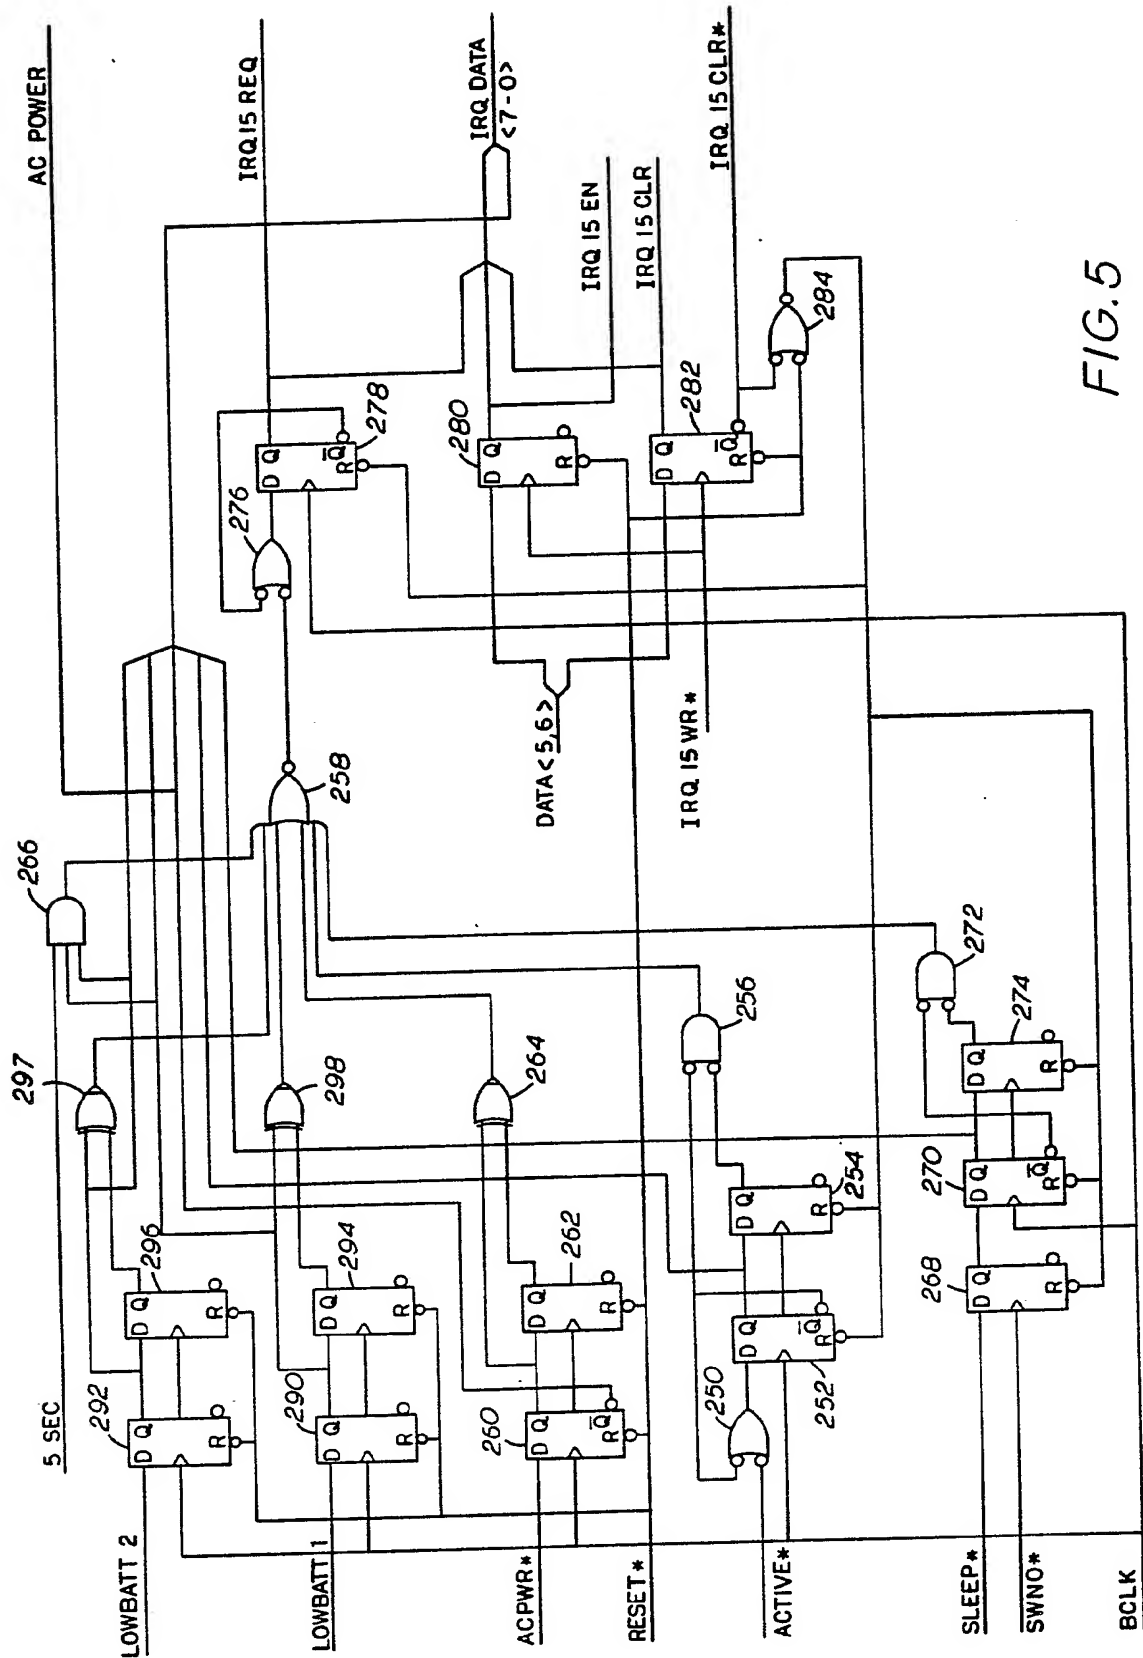 AC POWER
IRQ15 REQ
IRQ DATA
<7-0>
IRQ 15 EN
IRQ 15 CLR
IRQ 15 CLR*
FIG. 5
266
297
5 SEC
LOWBATT 2
292
D Q
R
296
D Q
R
LOWBATT 1
290
D Q
R
294
D Q
R
298
ACPWR*
260
D Q
R Q
262
D Q
R
264
RESET*
258
276
278
D Q
Q
R
280
D Q
R
282
D Q
Q
R
284
DATA<5,6>
IRQ 15 WR*
ACTIVE*
250
252
D Q
R Q
254
D Q
R
256
SLEEP*
SWNO*
268
D Q
R
270
D Q
R Q
274
D Q
R
272
BCLK